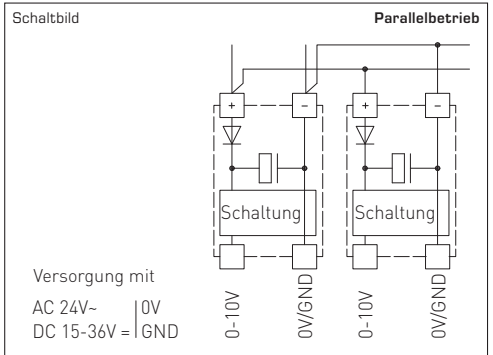 Schaltbild
Parallelbetrieb
+ − + −
Schaltung Schaltung
Versorgung mit
AC 24V~ | 0V
DC 15-36V = | GND
0-10V
0V/GND
0-10V
0V/GND